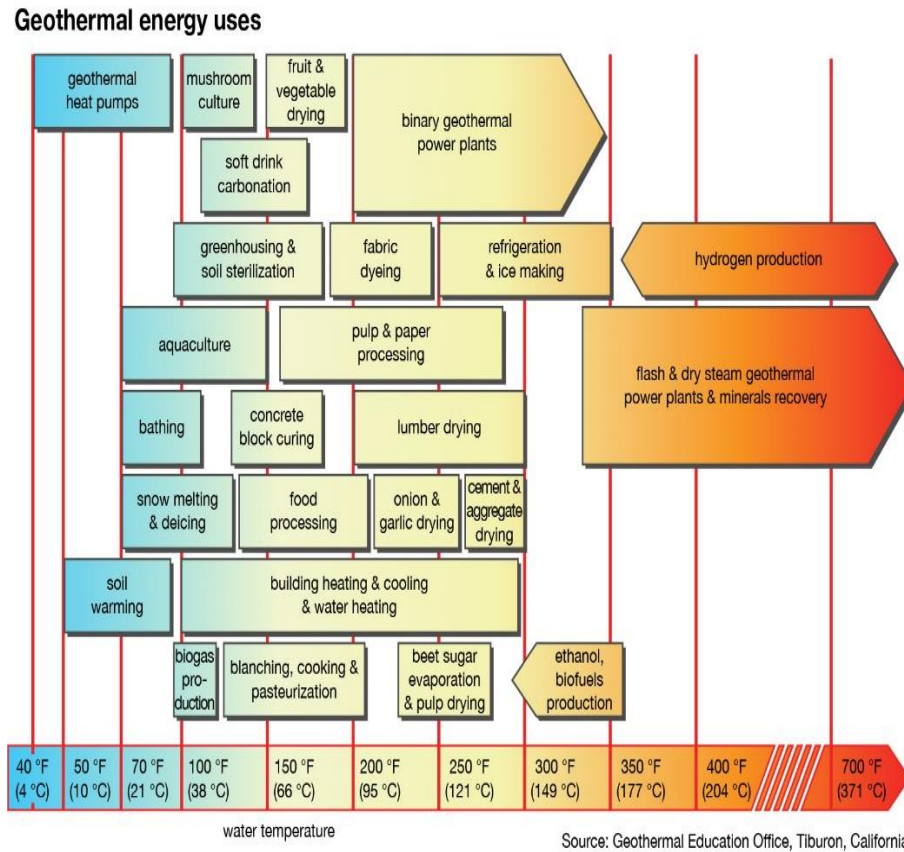 Geothermal energy uses
geothermal
heat pumps
mushroom
culture
fruit &
vegetable
drying
binary geothermal
power plants
soft drink
carbonation
greenhousing &
soil sterilization
fabric
dyeing
refrigeration
& ice making
hydrogen production
aquaculture
pulp & paper
processing
flash & dry steam geothermal
power plants & minerals recovery
bathing
concrete
block curing
lumber drying
snow melting
& deicing
food
processing
onion &
garlic drying
cement &
aggregate
drying
soil
warming
building heating & cooling
& water heating
biogas
pro-
duction
blanching, cooking &
pasteurization
beet sugar
evaporation
& pulp drying
ethanol,
biofuels
production
40 °F
(4 °C)
50 °F
(10 °C)
70 °F
(21 °C)
100 °F
(38 °C)
150 °F
(66 °C)
200 °F
(95 °C)
250 °F
(121 °C)
300 °F
(149 °C)
350 °F
(177 °C)
400 °F
(204 °C)
700 °F
(371 °C)
water temperature
Source: Geothermal Education Office, Tiburon, California